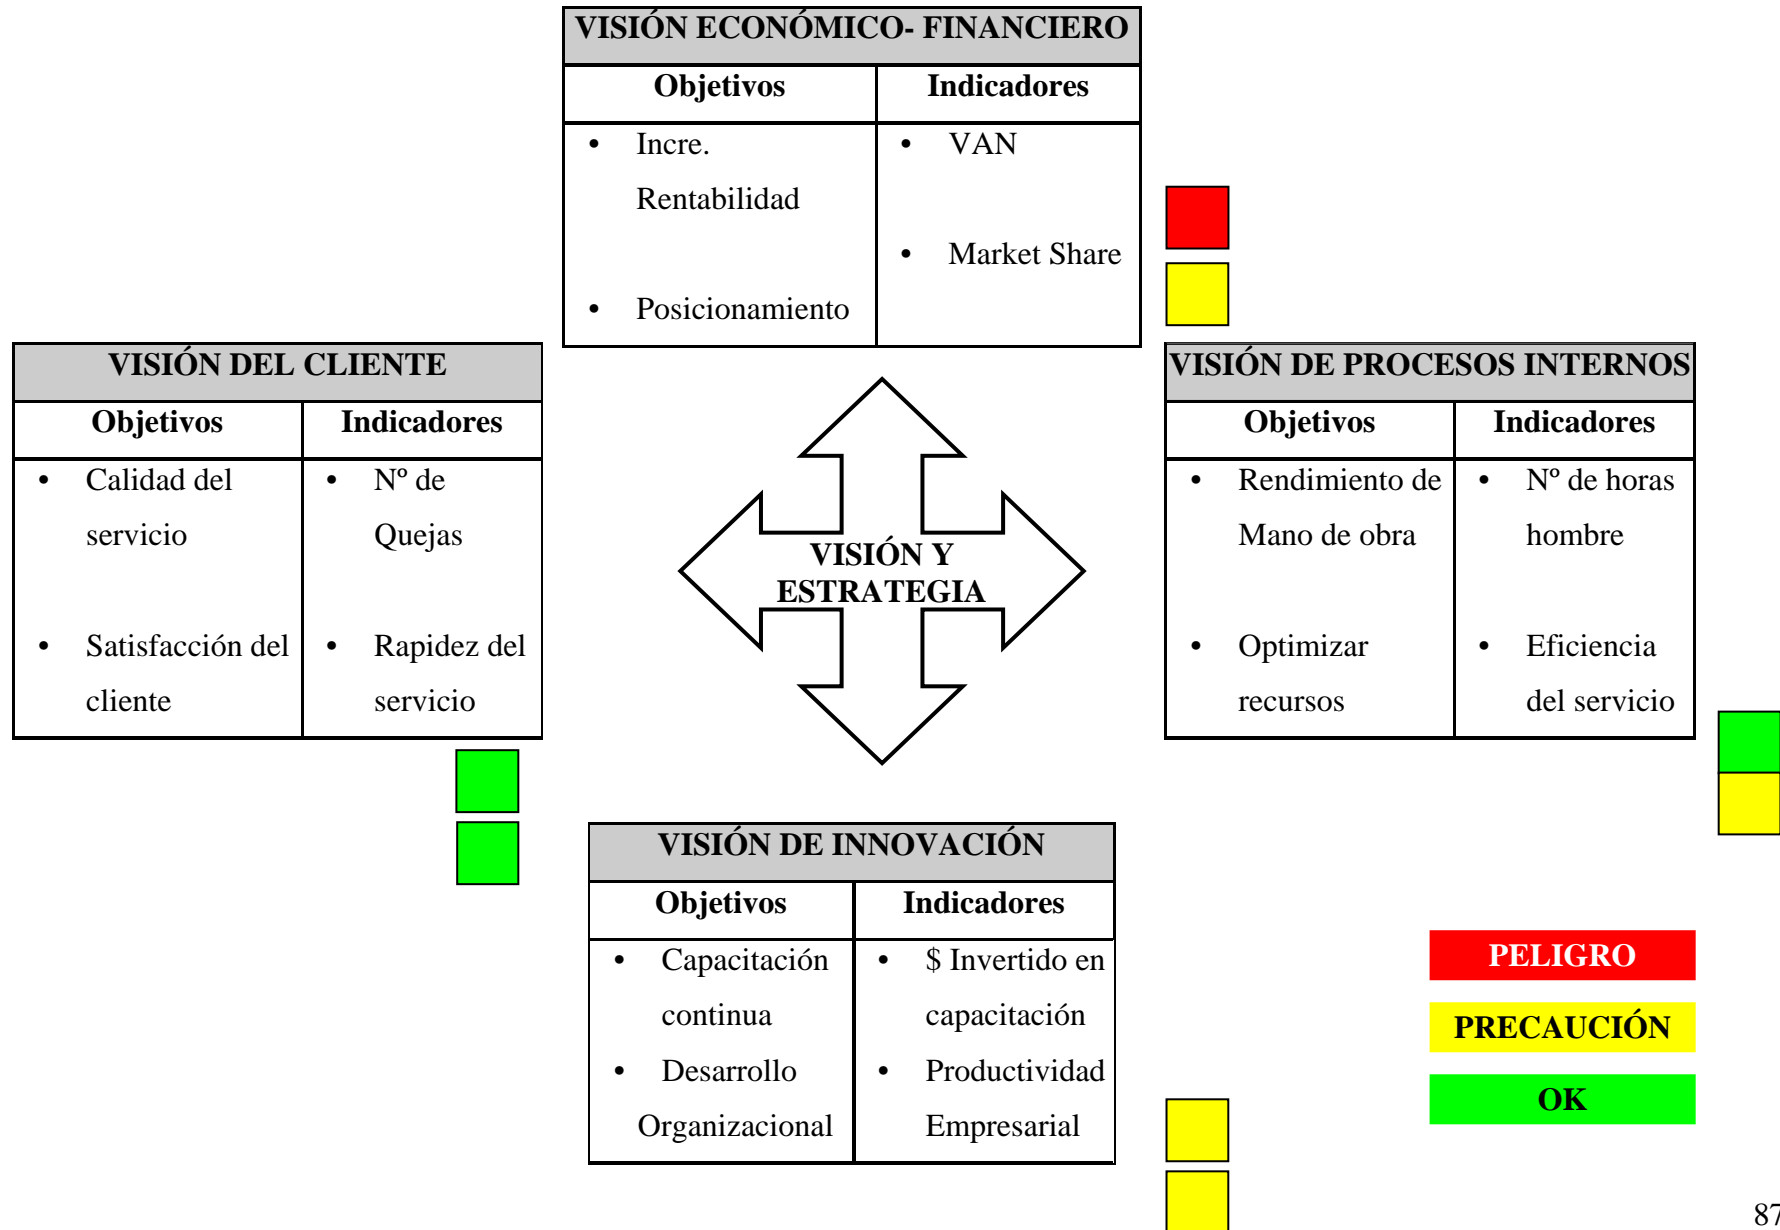 VISIÓN ECONÓMICO- FINANCIERO
Objetivos Indicadores
• Incre. • VAN
Rentabilidad
• Market Share
• Posicionamiento
VISIÓN DEL CLIENTE
Objetivos Indicadores
• Calidad del • Nº de
servicio Quejas
• Satisfacción del • Rapidez del
cliente servicio
VISIÓN Y
ESTRATEGIA
VISIÓN DE PROCESOS INTERNOS
Objetivos Indicadores
• Rendimiento de • Nº de horas
Mano de obra hombre
• Optimizar • Eficiencia
recursos del servicio
VISIÓN DE INNOVACIÓN
Objetivos Indicadores
• Capacitación • $ Invertido en
continua capacitación
• Desarrollo • Productividad
Organizacional Empresarial
PELIGRO
PRECAUCIÓN
OK
87